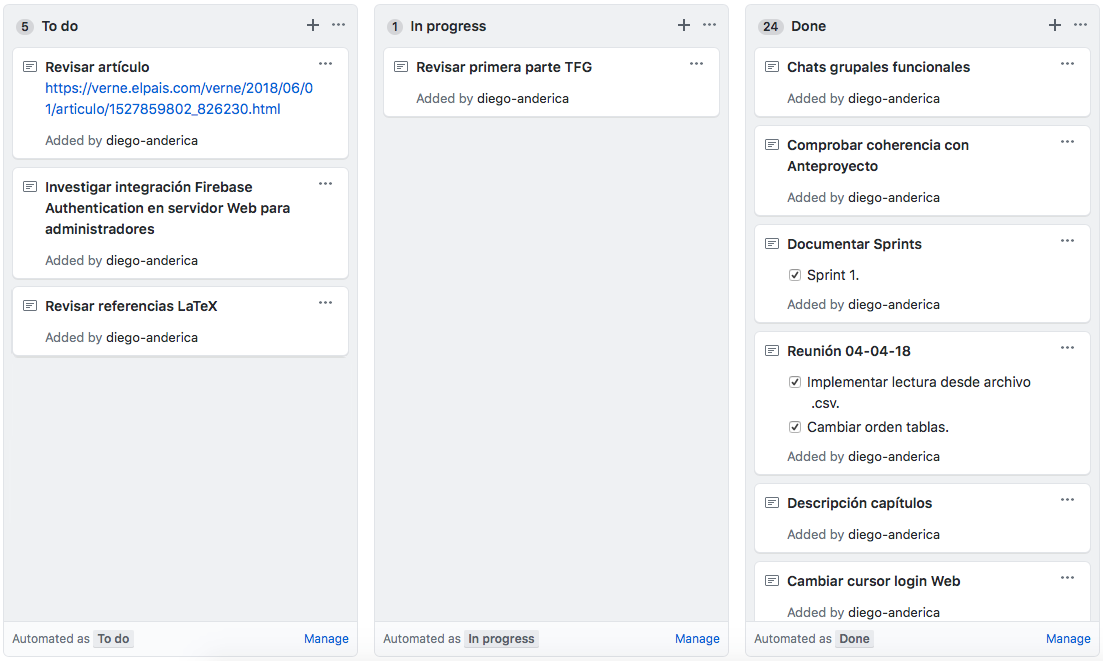 5 To do
Revisar artículo
https://verne.elpais.com/verne/2018/06/0
1/articulo/1527859802_826230.html
Added by diego-anderica
Investigar integración Firebase
Authentication en servidor Web para
administradores
Added by diego-anderica
Revisar referencias LaTeX
Added by diego-anderica
Automated as To do Manage
1 In progress
Revisar primera parte TFG
Added by diego-anderica
Automated as In progress Manage
24 Done
Chats grupales funcionales
Added by diego-anderica
Comprobar coherencia con
Anteproyecto
Added by diego-anderica
Documentar Sprints
Sprint 1.
Added by diego-anderica
Reunión 04-04-18
Implementar lectura desde archivo
.csv.
Cambiar orden tablas.
Added by diego-anderica
Descripción capítulos
Added by diego-anderica
Cambiar cursor login Web
Added by diego-anderica
Automated as Done Manage